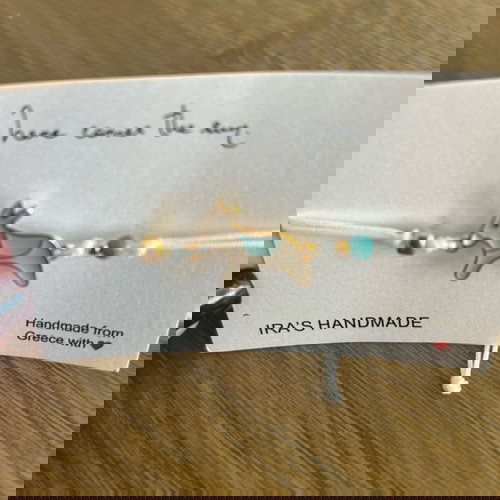 here comes the sun
Handmade from
Greece with ❤
IRA'S HANDMADE